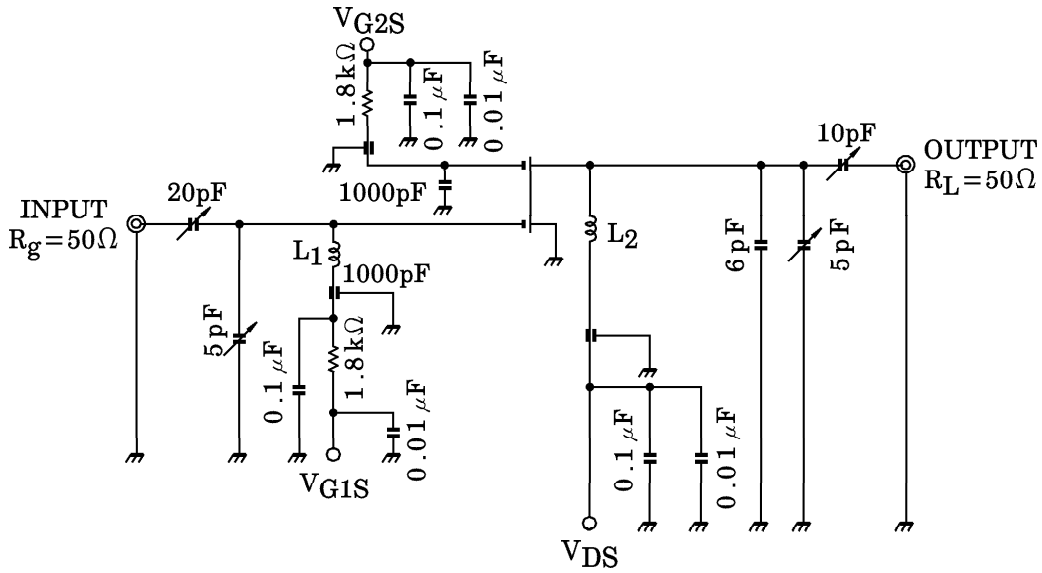 VG2S
1.8kΩ
0.1μF
0.01μF
1000pF
10pF
OUTPUT
RL=50Ω
20pF
INPUT
Rg=50Ω
L1
1000pF
L2
6pF
5pF
5pF
0.1μF
1.8kΩ
0.01μF
VG1S
0.1μF
0.01μF
VDS